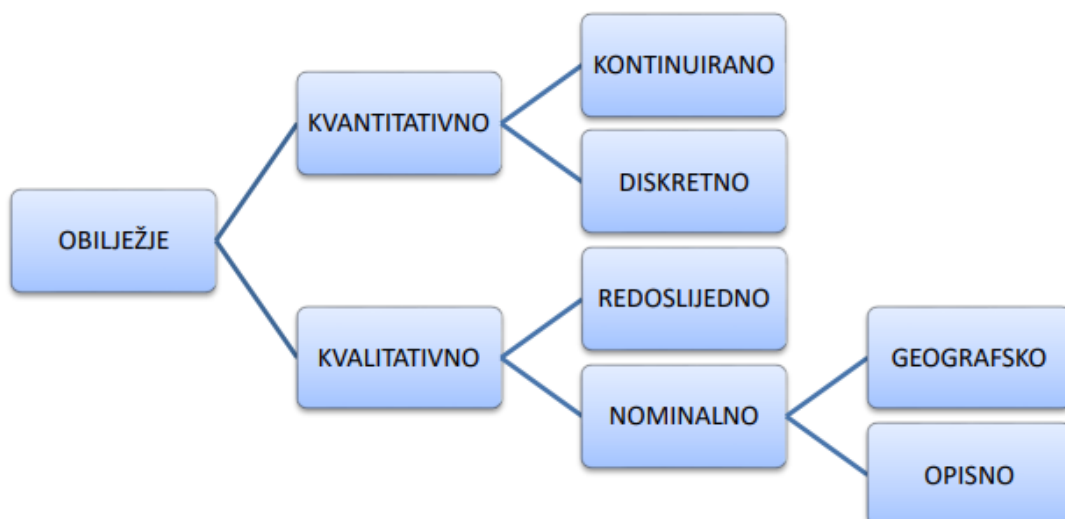 OBILJEŽJE
KVANTITATIVNO
KONTINUIRANO
DISKRETNO
KVALITATIVNO
REDOSLIJEDNO
NOMINALNO
GEOGRAFSKO
OPISNO